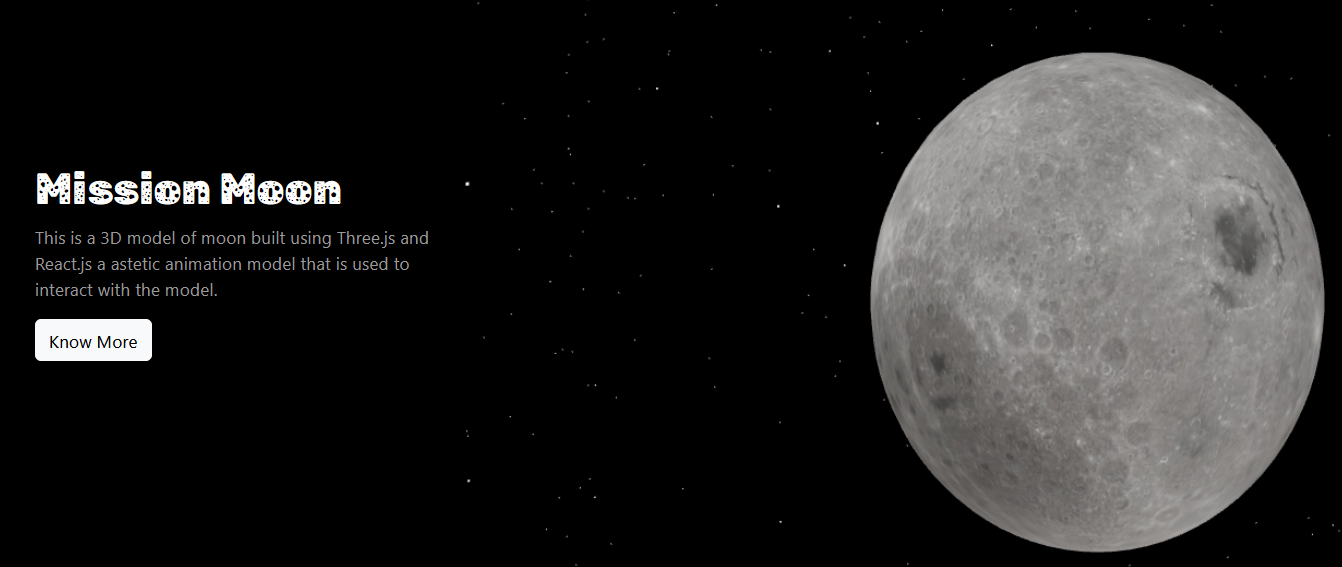 Mission Moon
This is a 3D model of moon built using Three.js and
React.js a astetic animation model that is used to
interact with the model.
Know More